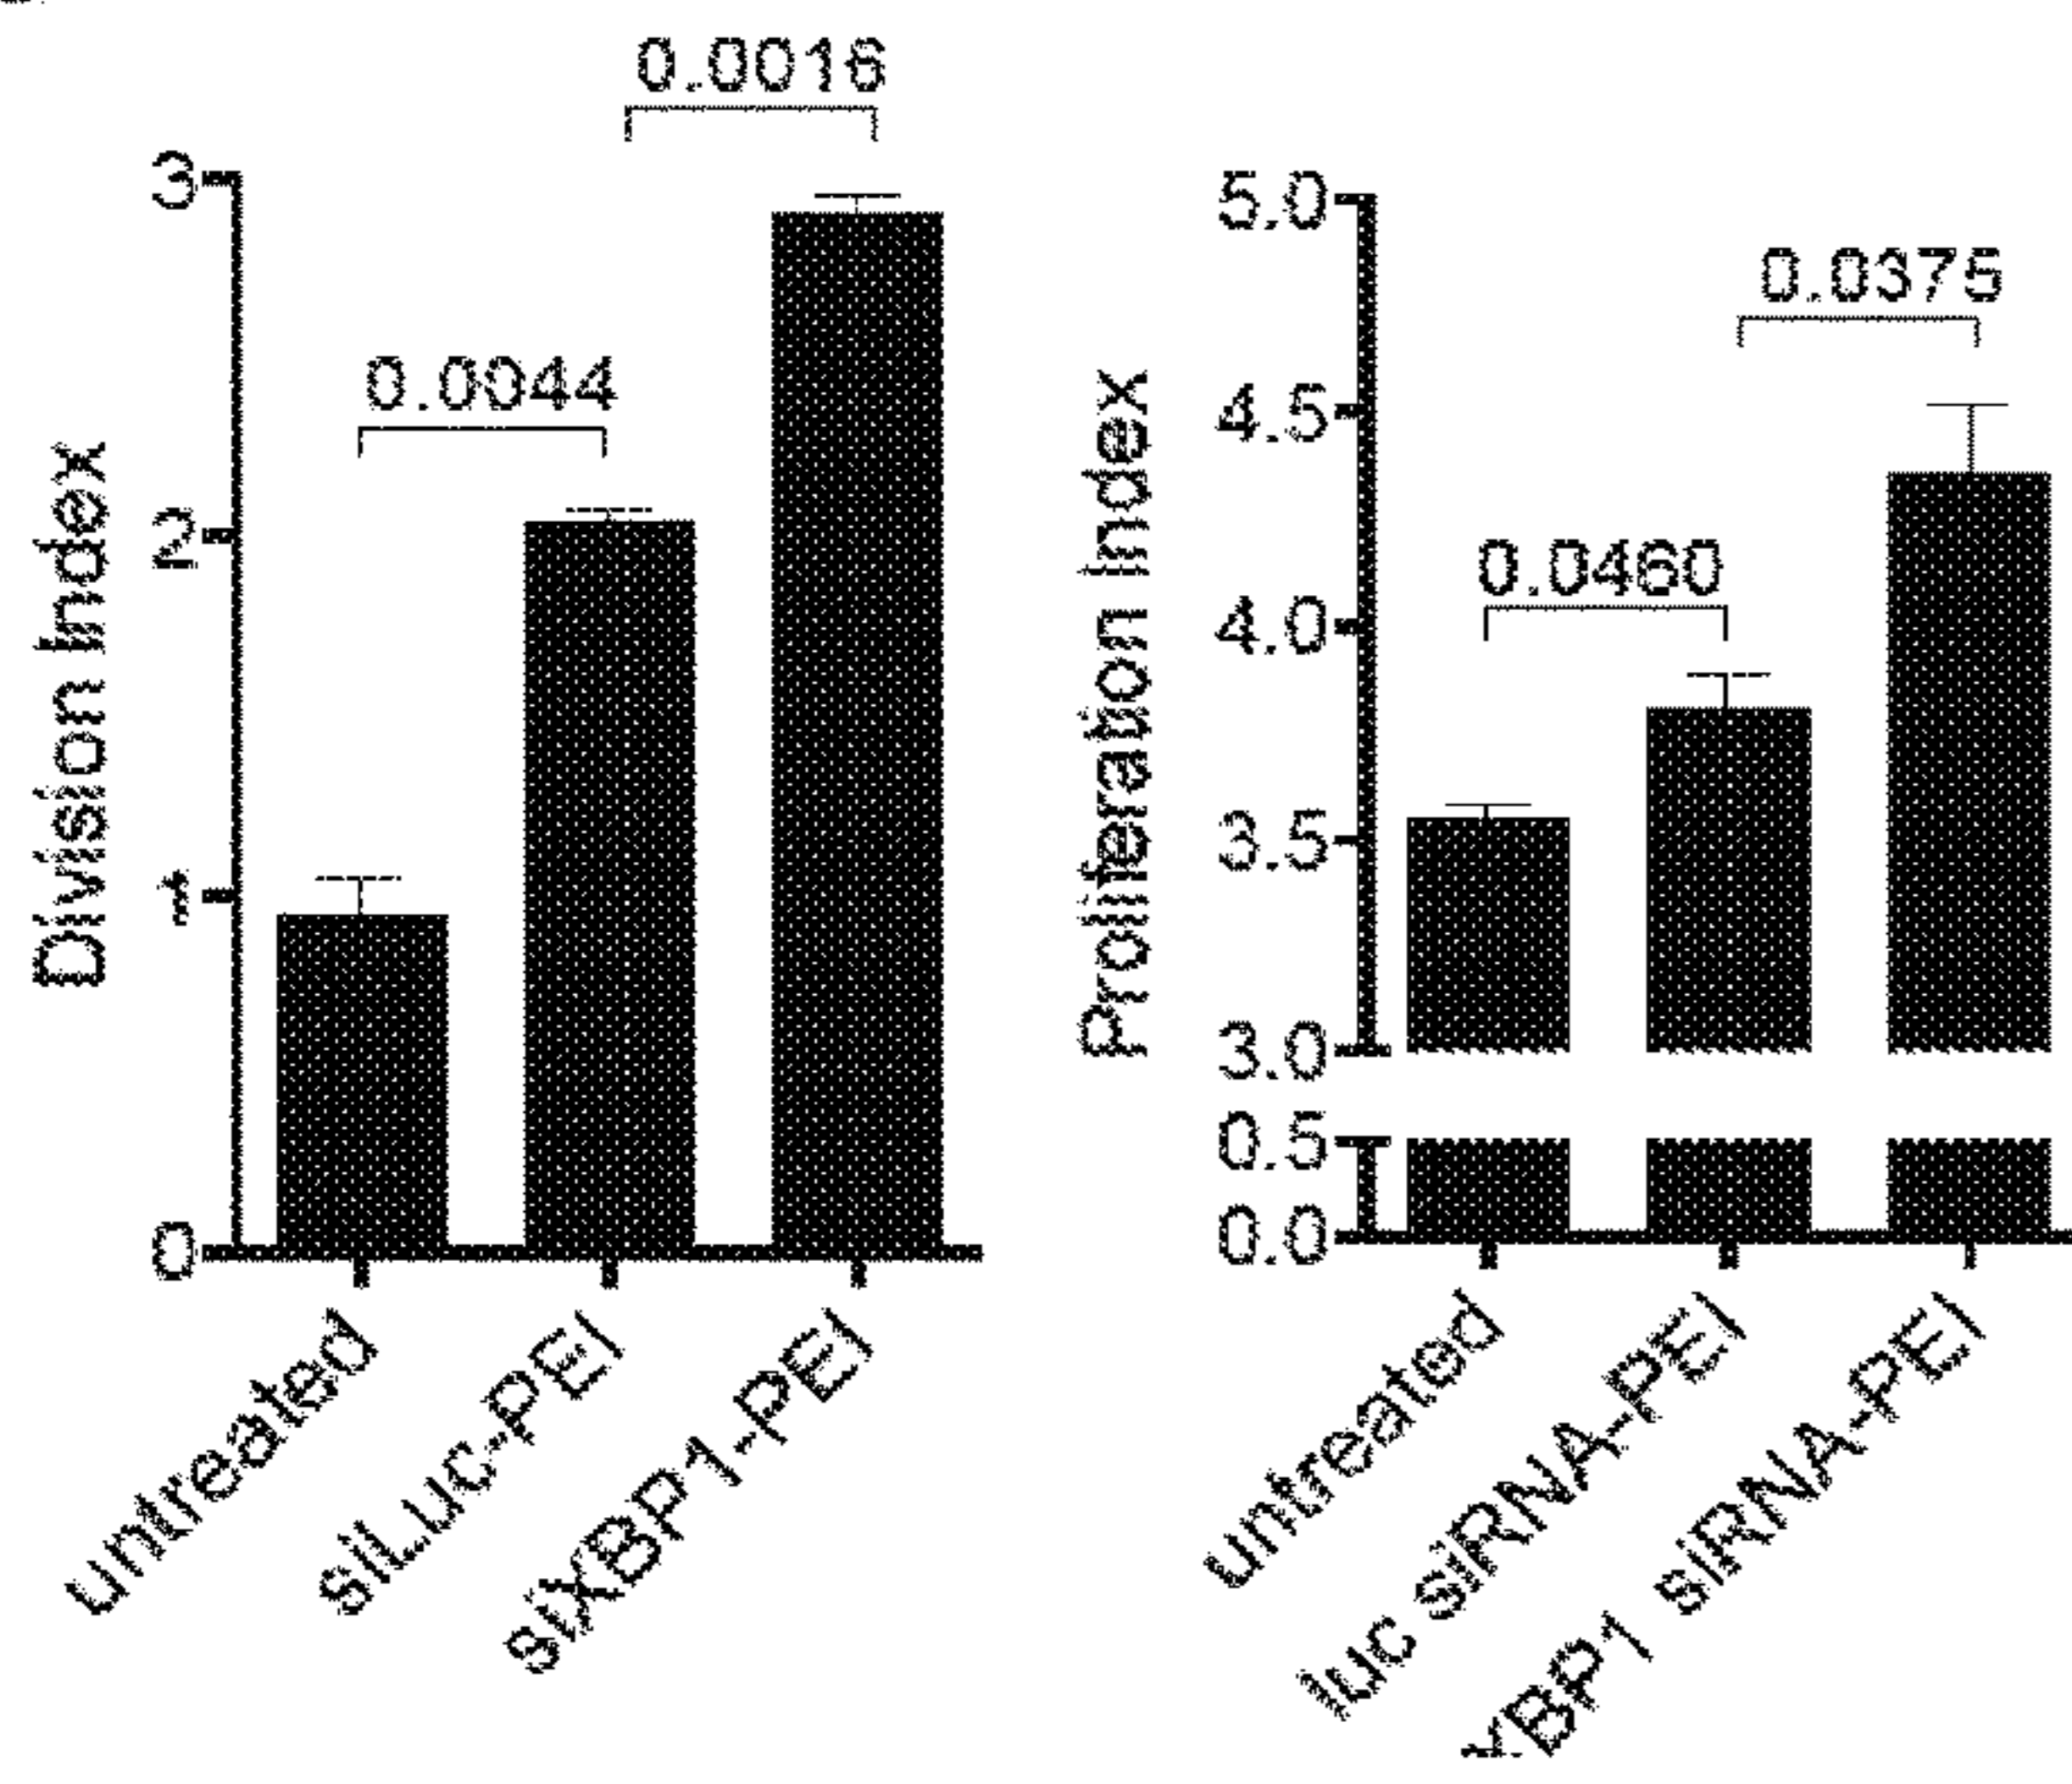 0.0016
3
0.0044
Division Index
2
1
0
untreated
siLuc-PEI
siXBP1-PEI
5.0
0.0375
4.5
Proliferation Index
0.0460
4.0
3.5
3.0
0.5
0.0
untreated
luc siRNA-PEI
XBP1 siRNA-PEI